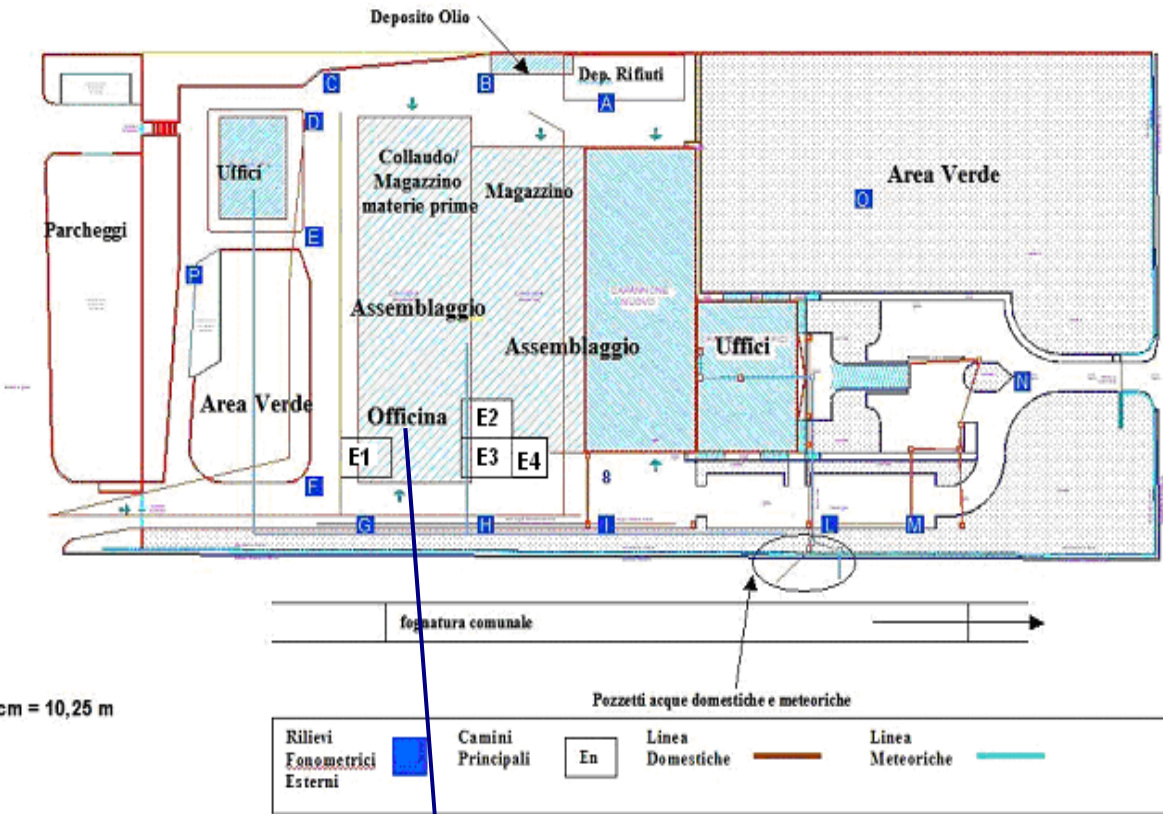 Deposito Olio
Dep. Rifiuti
C
B
A
D
Uffici
Collaudo/
Magazzino
materie prime
Magazzino
Area Verde
Q
Parcheggi
E
P
CAPANNONE
NUOVO
Assemblaggio
Assemblaggio
Uffici
N
Area Verde
Officina
E2
E1
E3
E4
8
F
G
H
I
L
M
fognatura comunale
Pozzetti acque domestiche e meteoriche
cm = 10,25 m
Rilievi
Fonometrici
Esterni
Camini
Principali
En
Linea
Domestiche
Linea
Meteoriche